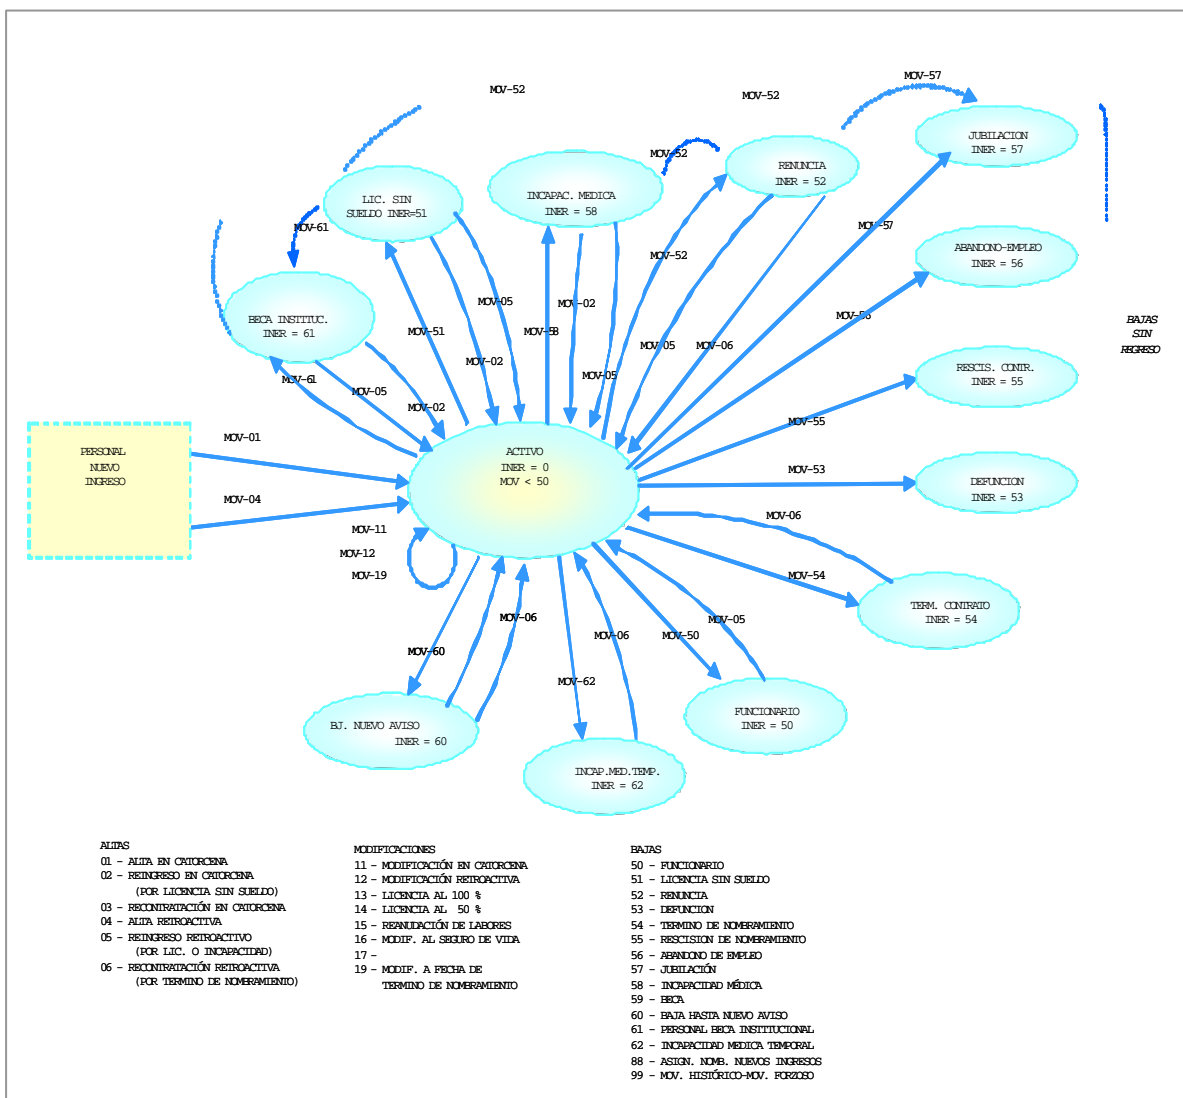 MOV-57
MOV-52
MOV-52
JUBILACION
INER = 57
MOV-52
RENUNCIA
INER = 52
LIC. SIN
SUELDO INER=51
INCAPAC. MEDICA
INER = 58
MOV-61
MOV-57
ABANDONO-EMPLEO
INER = 56
MOV-52
BECA INSTITUC.
INER = 61
MOV-05
MOV-02
MOV-51
MOV-58
MOV-56
BAJAS
SIN
REGRESO
MOV-05
MOV-06
MOV-02
MOV-61
MOV-05
MOV-05
RESCIS. CONTR.
INER = 55
MOV-02
MOV-55
MOV-01
PERSONAL
NUEVO
INGRESO
ACTIVO
INER = 0
MOV < 50
MOV-53
DEFUNCION
INER = 53
MOV-04
MOV-06
MOV-11
MOV-12
MOV-19
MOV-54
TERM. CONTRATO
INER = 54
MOV-06
MOV-05
MOV-06
MOV-50
MOV-60
MOV-62
BJ. NUEVO AVISO
INER = 60
FUNCIONARIO
INER = 50
INCAP.MED.TEMP.
INER = 62
ALTAS
01 - ALTA EN CATORCENA
02 - REINGRESO EN CATORCENA
(POR LICENCIA SIN SUELDO)
03 - RECONTRATACIÓN EN CATORCENA
04 - ALTA RETROACTIVA
05 - REINGRESO RETROACTIVO
(POR LIC. O INCAPACIDAD)
06 - RECONTRATACIÓN RETROACTIVA
(POR TERMINO DE NOMBRAMIENTO)
MODIFICACIONES
11 - MODIFICACIÓN EN CATORCENA
12 - MODIFICACIÓN RETROACTIVA
13 - LICENCIA AL 100 %
14 - LICENCIA AL 50 %
15 - REANUDACIÓN DE LABORES
16 - MODIF. AL SEGURO DE VIDA
17 -
19 - MODIF. A FECHA DE
TERMINO DE NOMBRAMIENTO
BAJAS
50 - FUNCIONARIO
51 - LICENCIA SIN SUELDO
52 - RENUNCIA
53 - DEFUNCION
54 - TERMINO DE NOMBRAMIENTO
55 - RESCISION DE NOMBRAMIENTO
56 - ABANDONO DE EMPLEO
57 - JUBILACIÓN
58 - INCAPACIDAD MÉDICA
59 - BECA
60 - BAJA HASTA NUEVO AVISO
61 - PERSONAL BECA INSTITUCIONAL
62 - INCAPACIDAD MEDICA TEMPORAL
88 - ASIGN. NOMB. NUEVOS INGRESOS
99 - MOV. HISTÓRICO-MOV. FORZOSO